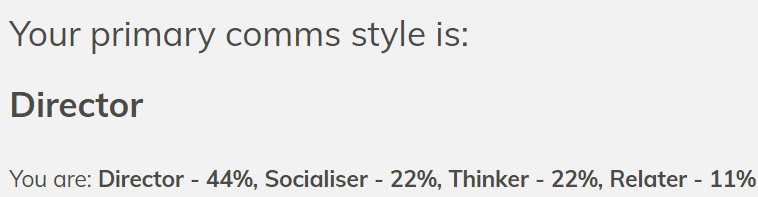 Your primary comms style is:
Director
You are: Director - 44%, Socialiser - 22%, Thinker - 22%, Relater - 11%